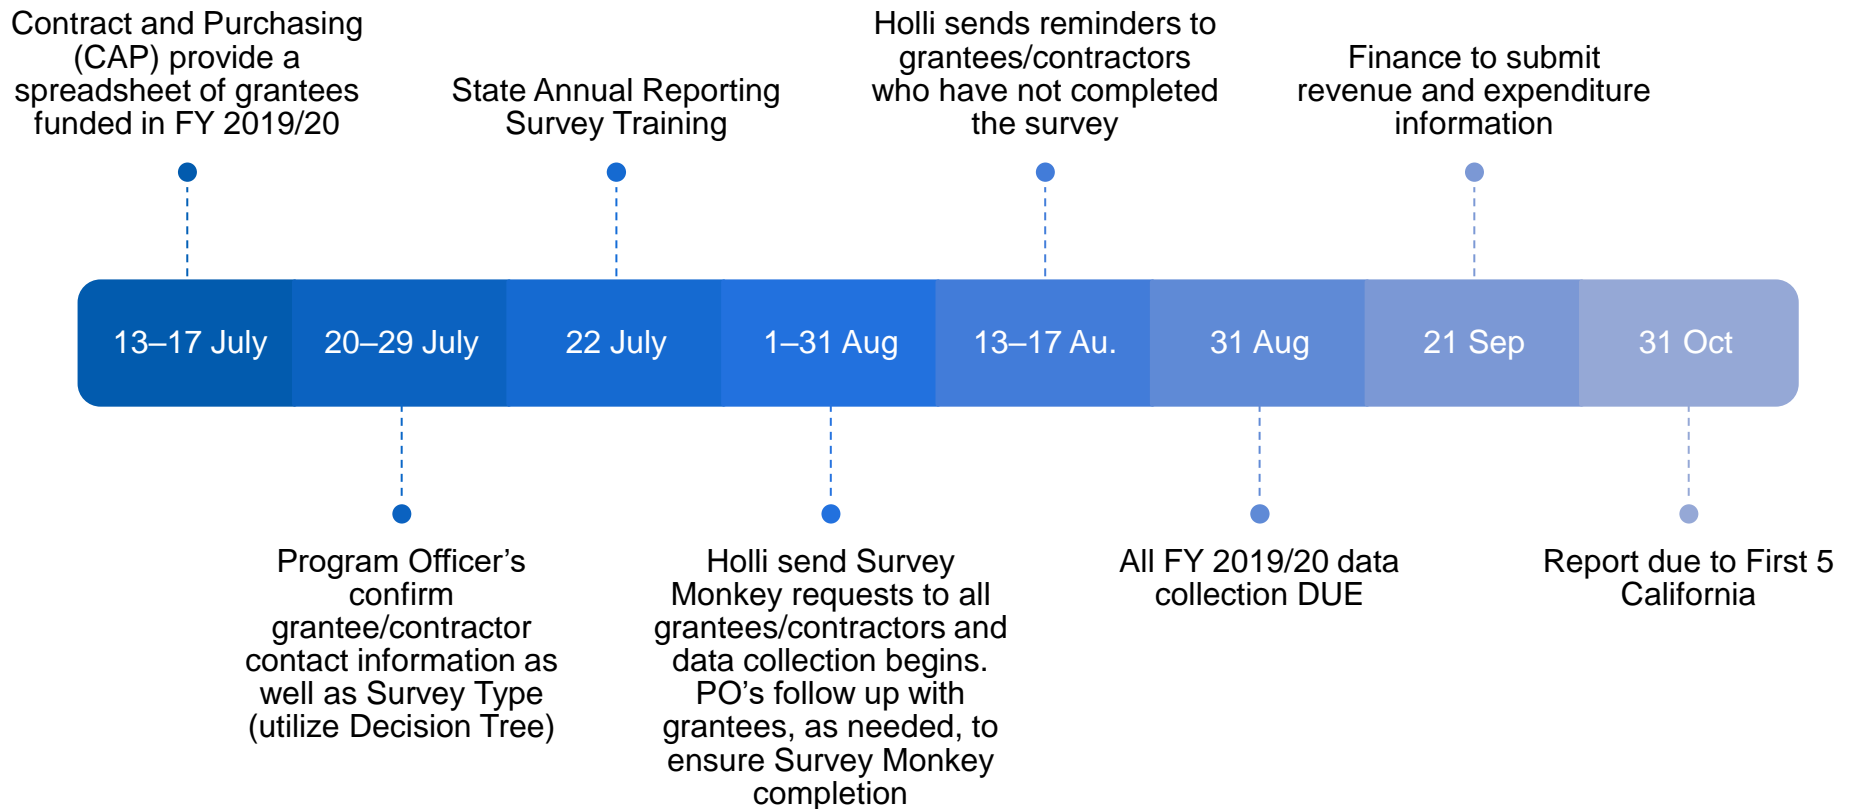 Contract and Purchasing
(CAP) provide a
spreadsheet of grantees
funded in FY 2019/20
State Annual Reporting
Survey Training
Holli sends reminders to
grantees/contractors
who have not completed
the survey
Finance to submit
revenue and expenditure
information
13–17 July
20–29 July
22 July
1–31 Aug
13–17 Au.
31 Aug
21 Sep
31 Oct
Program Officer’s
confirm
grantee/contractor
contact information as
well as Survey Type
(utilize Decision Tree)
Holli send Survey
Monkey requests to all
grantees/contractors and
data collection begins.
PO’s follow up with
grantees, as needed, to
ensure Survey Monkey
completion
All FY 2019/20 data
collection DUE
Report due to First 5
California